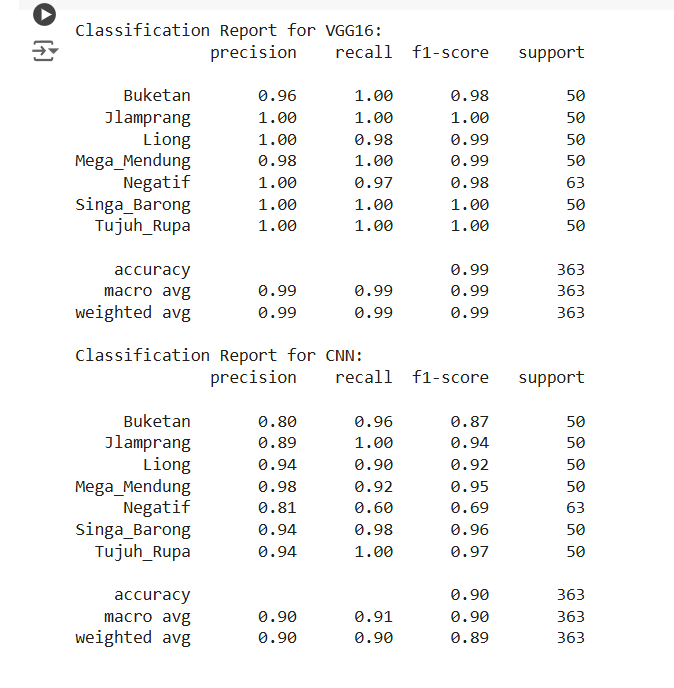 Classification Report for VGG16:
precision recall f1-score support
Buketan 0.96 1.00 0.98 50
Jlamprang 1.00 1.00 1.00 50
Liong 1.00 0.98 0.99 50
Mega_Mendung 0.98 1.00 0.99 50
Negatif 1.00 0.97 0.98 63
Singa_Barong 1.00 1.00 1.00 50
Tujuh_Rupa 1.00 1.00 1.00 50
accuracy 0.99 363
macro avg 0.99 0.99 0.99 363
weighted avg 0.99 0.99 0.99 363
Classification Report for CNN:
precision recall f1-score support
Buketan 0.80 0.96 0.87 50
Jlamprang 0.89 1.00 0.94 50
Liong 0.94 0.90 0.92 50
Mega_Mendung 0.98 0.92 0.95 50
Negatif 0.81 0.60 0.69 63
Singa_Barong 0.94 0.98 0.96 50
Tujuh_Rupa 0.94 1.00 0.97 50
accuracy 0.90 363
macro avg 0.90 0.91 0.90 363
weighted avg 0.90 0.90 0.89 363